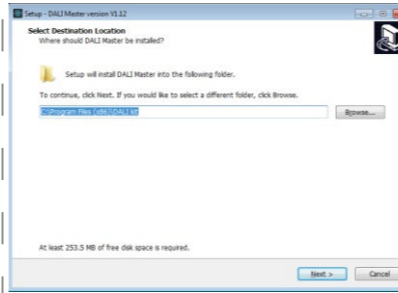 Setup - DALI Master version V1.12
Select Destination Location
Where should DALI Master be installed?
Setup will install DALI Master into the following folder.
To continue, click Next. If you would like to select a different folder, click Browse.
C:\Program Files (x86)\DALI kit
Browse...
At least 253.5 MB of free disk space is required.
Next >
Cancel